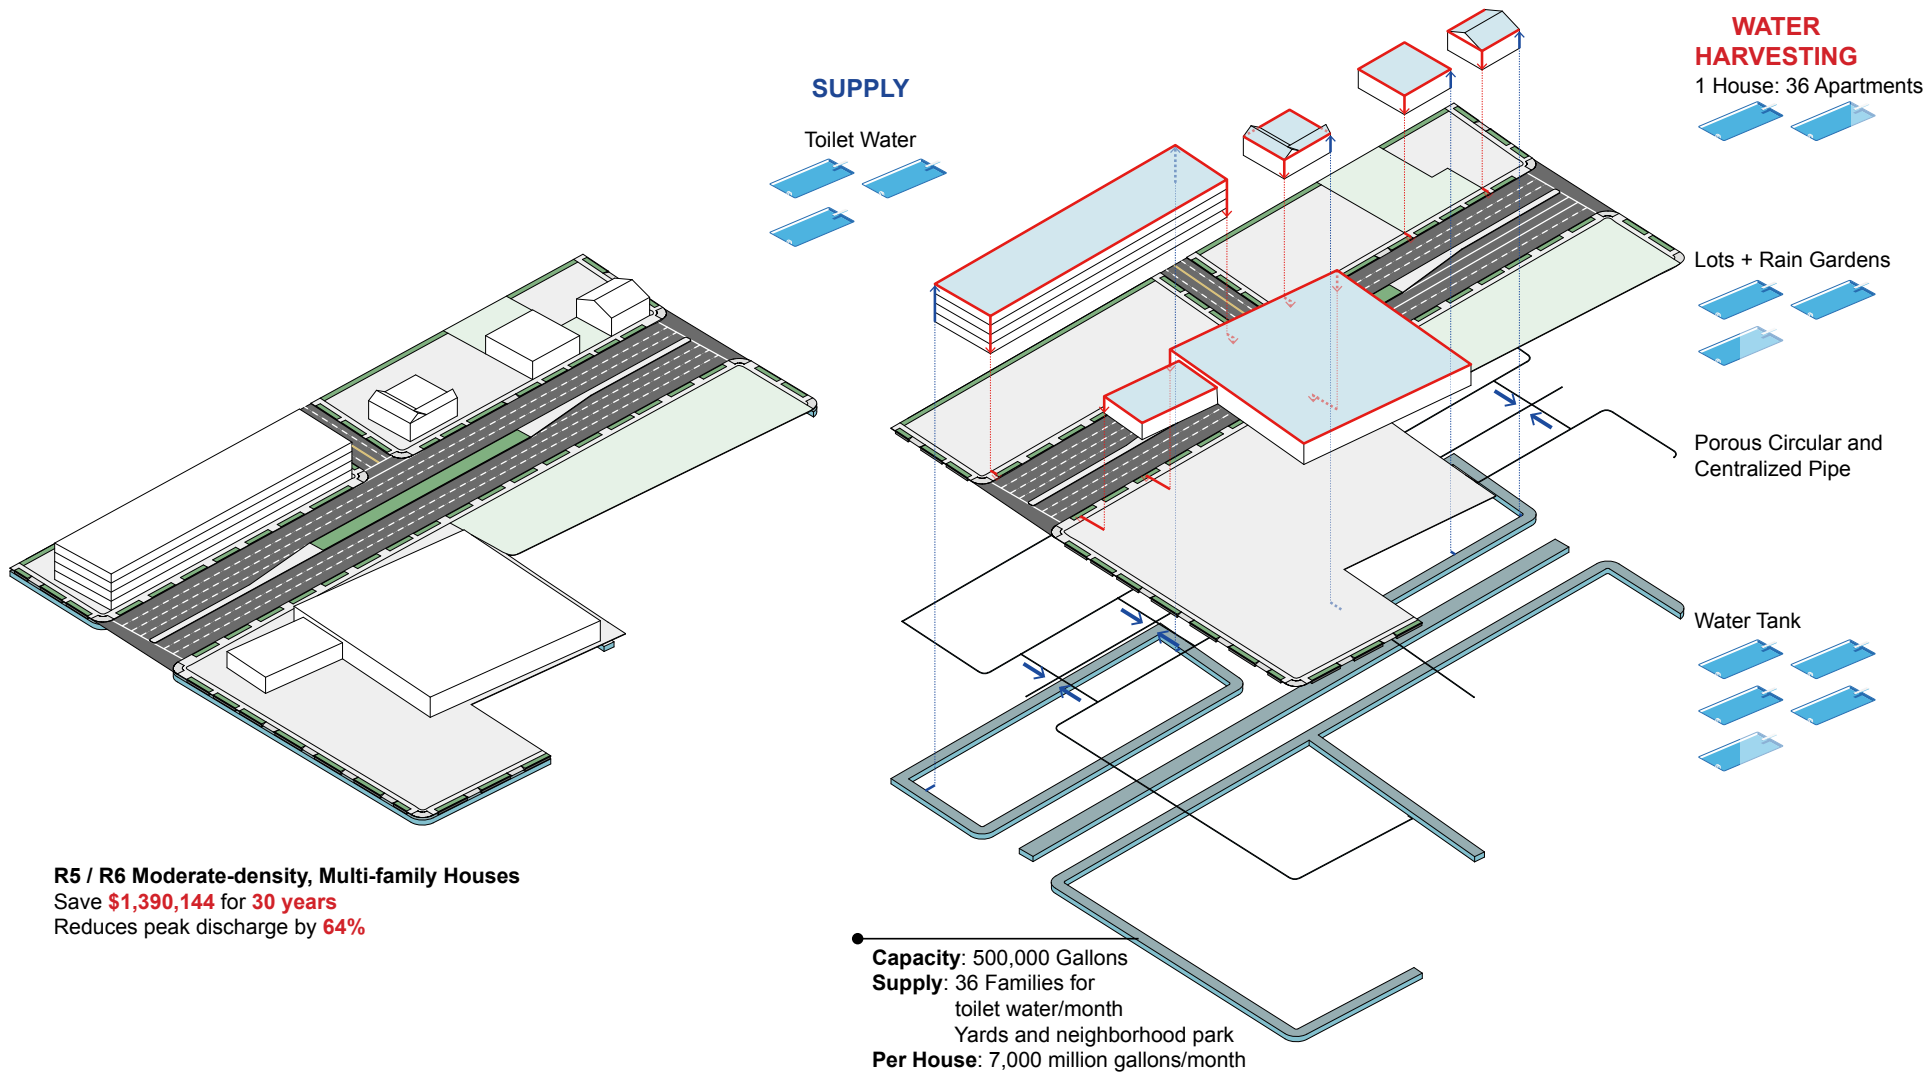 SUPPLY
Toilet Water
WATER
HARVESTING
1 House: 36 Apartments
Lots + Rain Gardens
Porous Circular and
Centralized Pipe
Water Tank
R5 / R6 Moderate-density, Multi-family Houses
Save $1,390,144 for 30 years
Reduces peak discharge by 64%
Capacity: 500,000 Gallons
Supply: 36 Families for
toilet water/month
Yards and neighborhood park
Per House: 7,000 million gallons/month